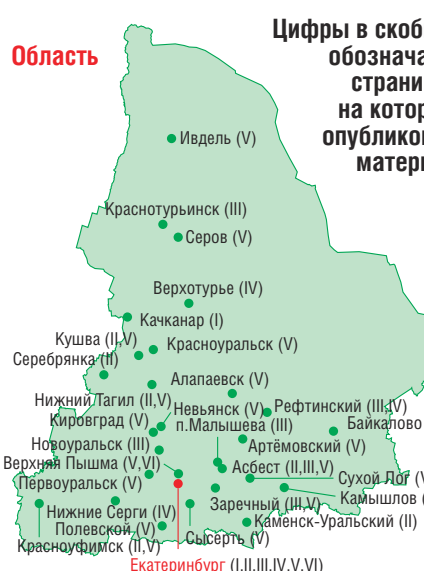 Область
Цифры в скоб
обознача
страни
на котор
опубликов
матери
Ивдель (V)
Краснотурьинск (III)
Серов (V)
Верхотурье (IV)
Качканар (I)
Кушва (II,V)
Красноуральск (V)
Серебрянка (II)
Алапаевск (V)
Нижний Тагил (II,V)
Невьянск (V)
Рефтинский (III,IV)
Кировград (V)
п.Малышева (III)
Байкалово
Новоуральск (III)
Артёмовский (V)
Верхняя Пышма (V,VI)
Асбест (II,III,V)
Первоуральск (V)
Сухой Лог (V
Заречный (III,V)
Камышлов (
Нижние Серги (IV)
Полевской (V)
Каменск-Уральский (II)
Красноуфимск (II,V)
Сысерть (V)
Екатеринбург (I,II,III,IV,V,VI)